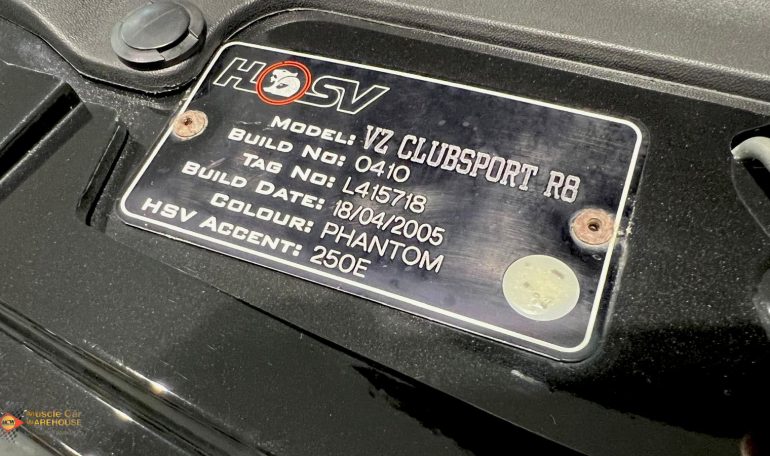 HSV
MODEL: VZ CLUBSPORT R8
BUILD NO: 0410
TAG NO: L415718
BUILD DATE: 18/04/2005
COLOUR: PHANTOM
HSV ACCENT: 250E
Muscle Car
WAREHOUSE